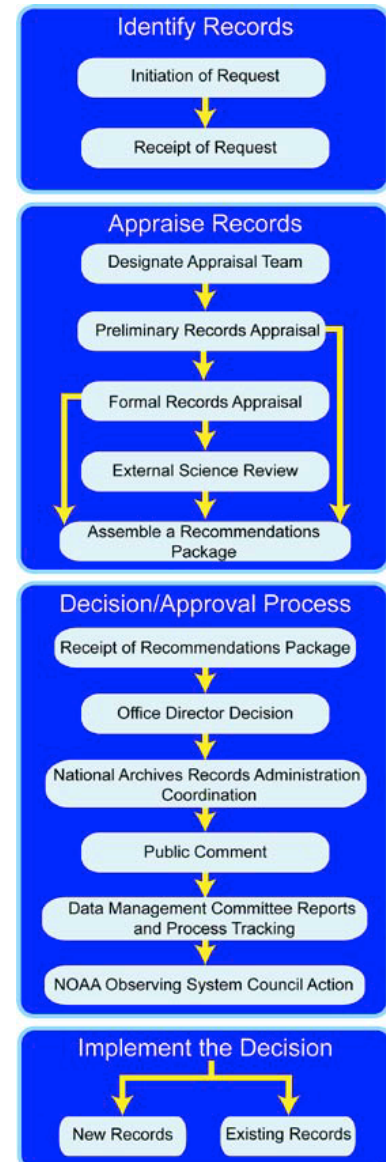 Identify Records
Initiation of Request
Receipt of Request
Appraise Records
Designate Appraisal Team
Preliminary Records Appraisal
Formal Records Appraisal
External Science Review
Assemble a Recommendations
Package
Decision/Approval Process
Receipt of Recommendations Package
Office Director Decision
National Archives Records Administration
Coordination
Public Comment
Data Management Committee Reports
and Process Tracking
NOAA Observing System Council Action
Implement the Decision
New Records
Existing Records